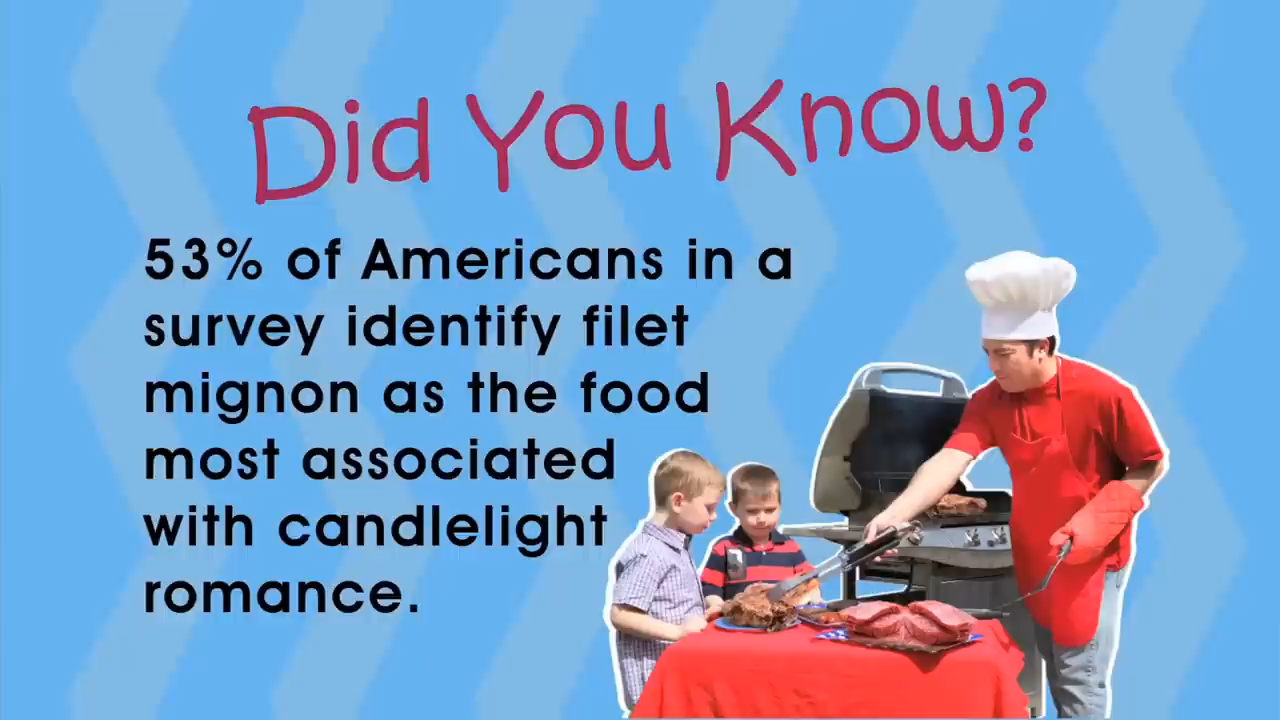 Did You Know?
53% of Americans in a
survey identify filet
mignon as the food
most associated
with candlelight
romance.